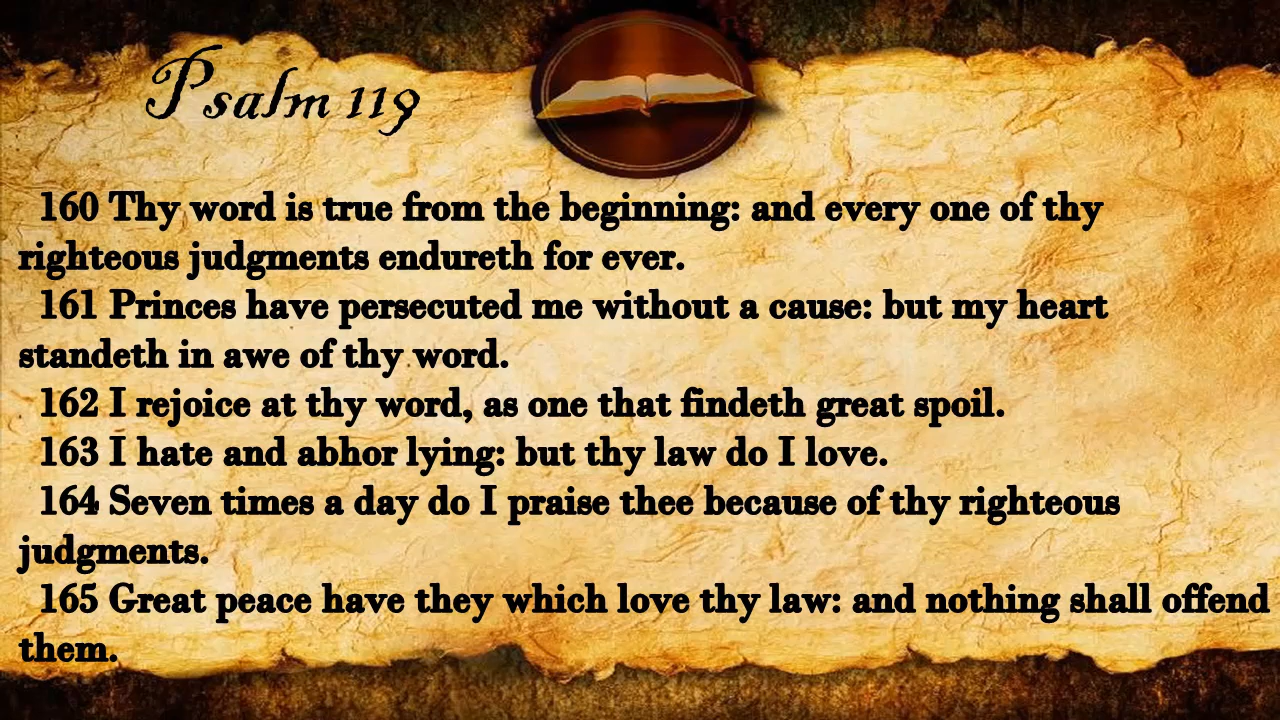 Psalm 119
160 Thy word is true from the beginning: and every one of thy
righteous judgments endureth for ever.
161 Princes have persecuted me without a cause: but my heart
standeth in awe of thy word.
162 I rejoice at thy word, as one that findeth great spoil.
163 I hate and abhor lying: but thy law do I love.
164 Seven times a day do I praise thee because of thy righteous
judgments.
165 Great peace have they which love thy law: and nothing shall offend
them.